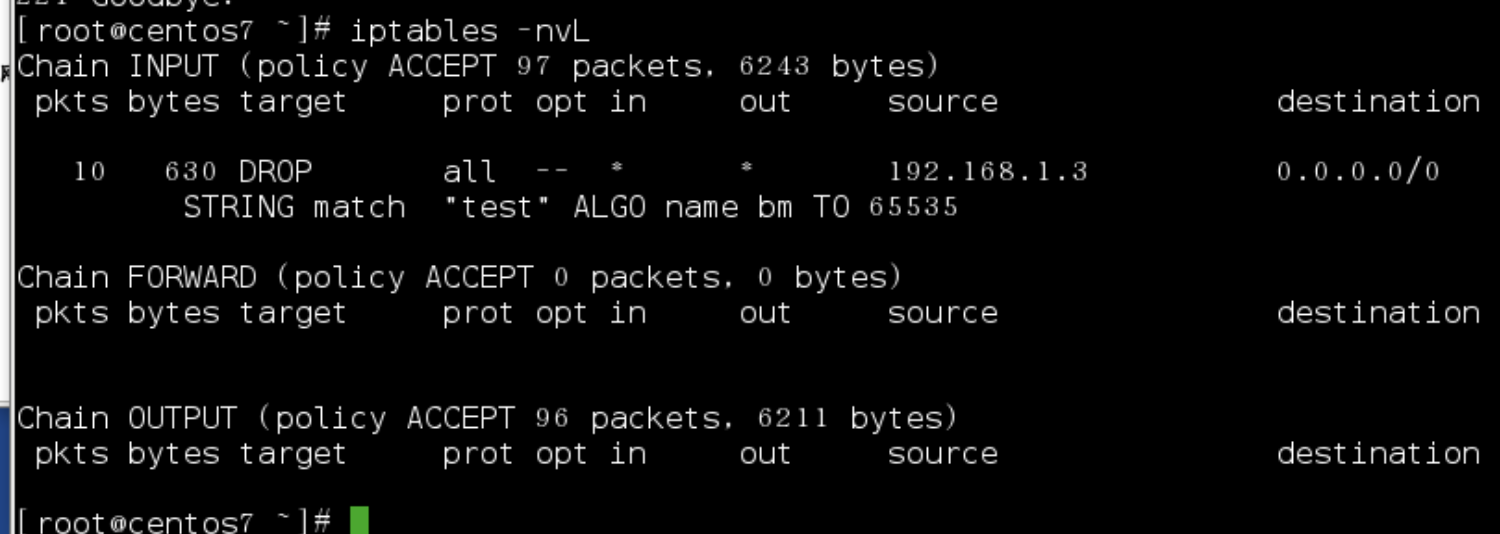 [root@centos7 ~]# iptables -nvL
Chain INPUT (policy ACCEPT 97 packets, 6243 bytes)
 pkts bytes target     prot opt in     out     source               destination
   10   630 DROP       all  --  *      *       192.168.1.3          0.0.0.0/0
         STRING match  "test" ALGO name bm TO 65535
Chain FORWARD (policy ACCEPT 0 packets, 0 bytes)
 pkts bytes target     prot opt in     out     source               destination
Chain OUTPUT (policy ACCEPT 96 packets, 6211 bytes)
 pkts bytes target     prot opt in     out     source               destination
[root@centos7 ~]#